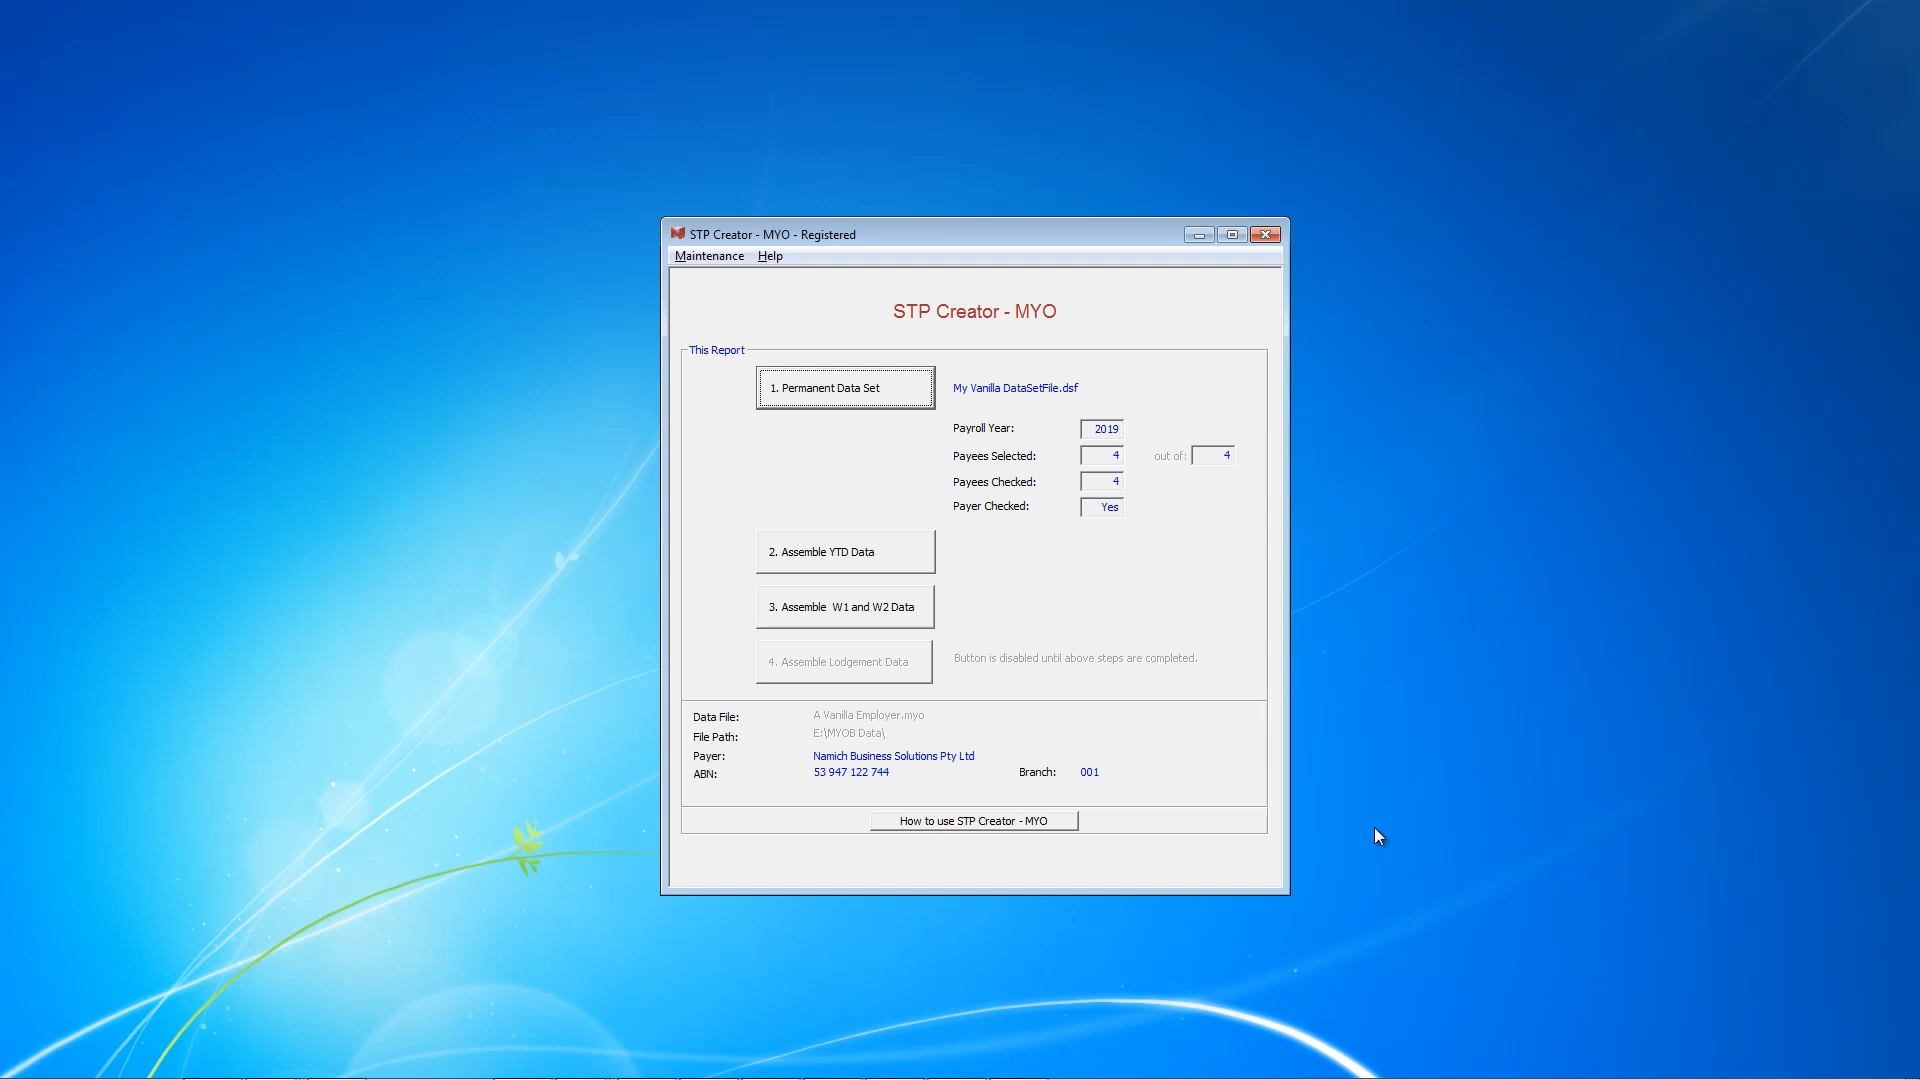 STP Creator - MYO - Registered
Maintenance Help
STP Creator - MYO
This Report
1. Permanent Data Set My Vanilla DataSetFile.dsf
Payroll Year: 2019
Payees Selected: 4 out of: 4
Payees Checked: 4
Payer Checked: Yes
2. Assemble YTD Data
3. Assemble W1 and W2 Data
4. Assemble Lodgement Data Button is disabled until above steps are completed.
Data File: A Vanilla Employer.myo
File Path: E:\MYOB Data\
Payer: Namich Business Solutions Pty Ltd
ABN: 53 947 122 744 Branch: 001
How to use STP Creator - MYO